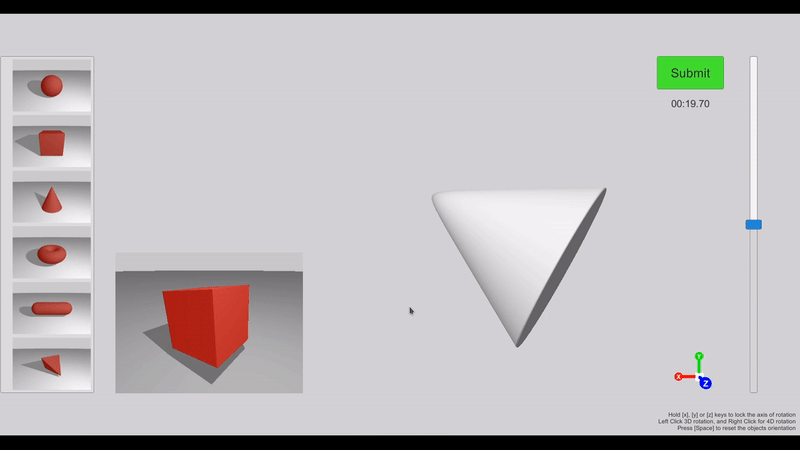 Submit
00:19.70
Y
X
Z
Hold [x], [y] or [z] keys to lock the axis of rotation
Left Click 3D rotation, and Right Click for 4D rotation
Press [Space] to reset the objects orientation